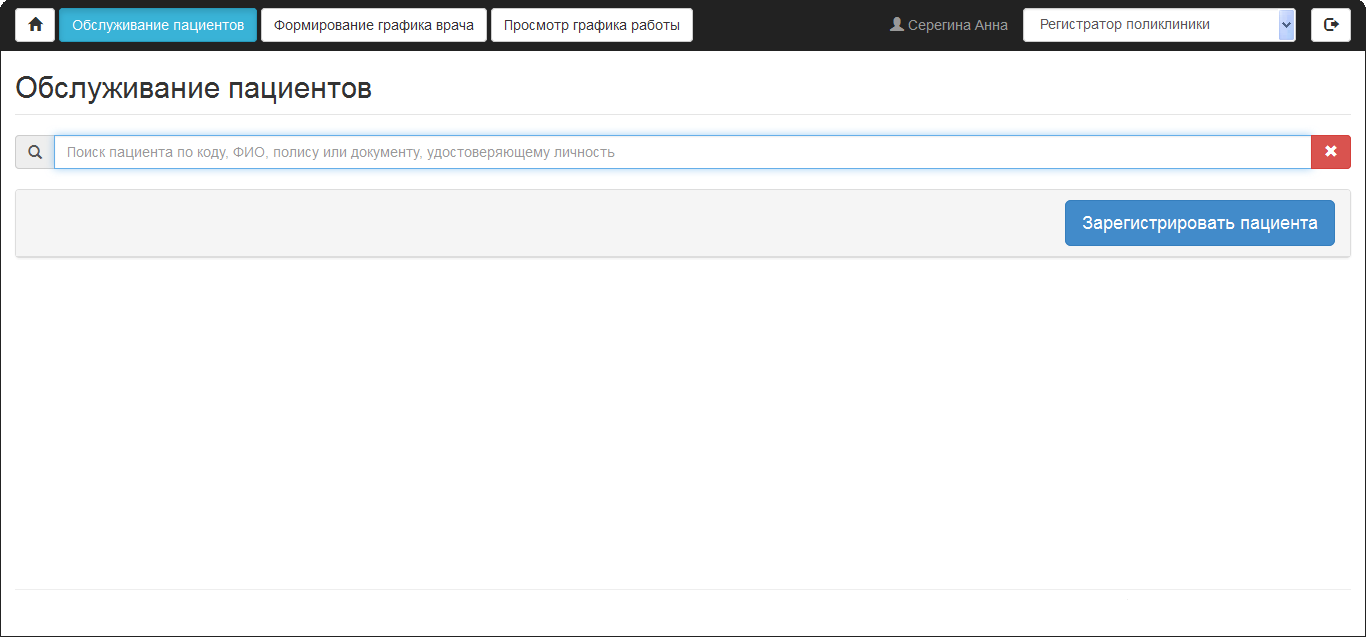 Обслуживание пациентов Формирование графика врача Просмотр графика работы Серегина Анна Регистратор поликлиники
Обслуживание пациентов
Поиск пациента по коду, ФИО, полису или документу, удостоверяющему личность
Зарегистрировать пациента